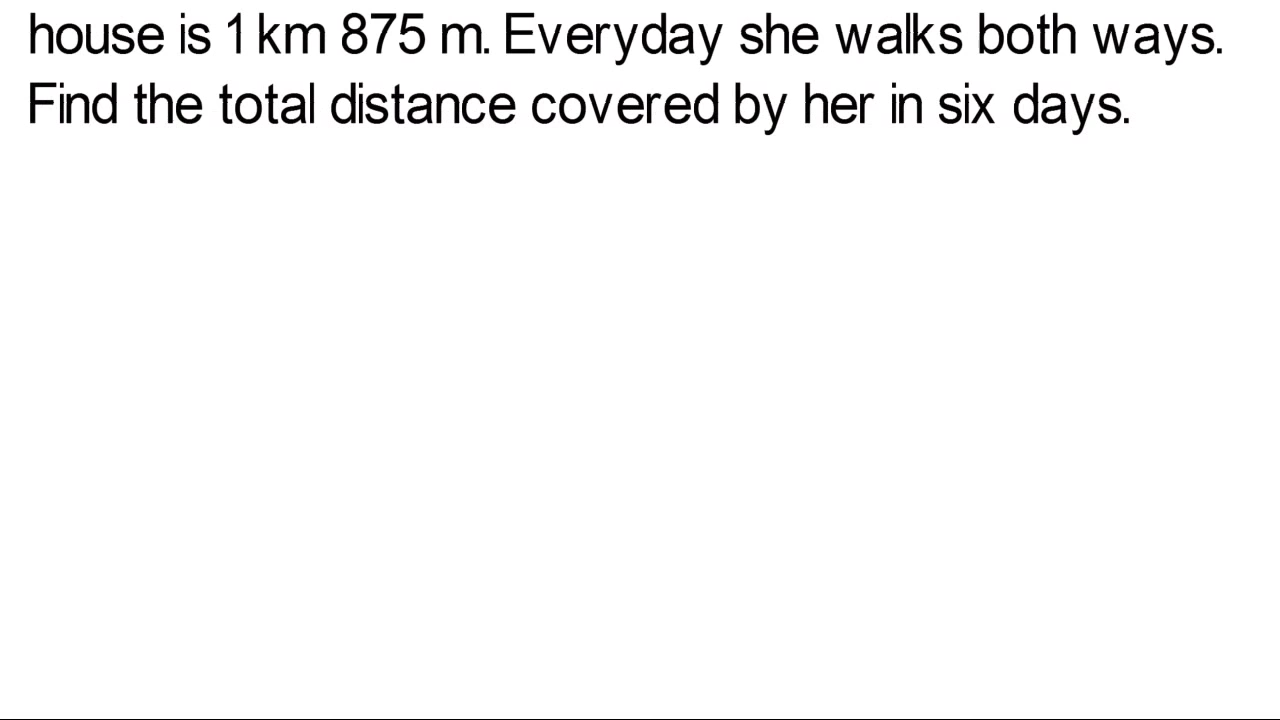 house is 1 km 875 m. Everyday she walks both ways.
Find the total distance covered by her in six days.